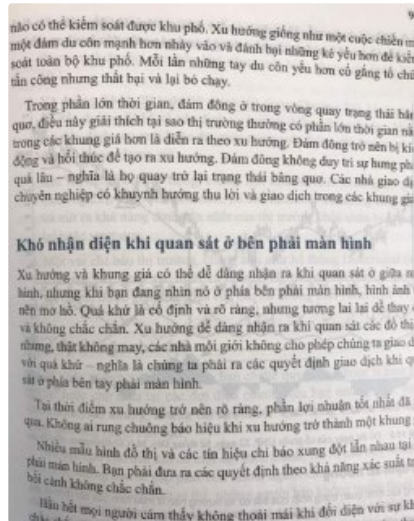 nào có thể kiểm soát được khu phố. Xu hướng giống như một cuộc chiến
một đám du côn mạnh hơn nhảy vào và đánh bại những kẻ yếu hơn để kiểm
soát toàn bộ khu phố. Mỗi lần những tay du côn yếu hơn cố gắng tổ chức
tấn công nhưng thất bại và lại bỏ chạy.
Trong phần lớn thời gian, đám đông ở trong vòng quay trạng thái bàng
quơ, điều này giải thích tại sao thị trường thường có phần lớn thời gian
trong các khung giá hơn là diễn ra theo xu hướng. Đám đông trở nên bị kích
động và hồi thúc để tạo ra xu hướng. Đám đông không duy trì sự hưng
quá lâu – nghĩa là họ quay trở lại trạng thái bâng quơ. Các nhà giao
chuyên nghiệp có khuynh hướng thu lời và giao dịch trong các khung
Khó nhận diện khi quan sát ở bên phải màn hình
Xu hướng và khung giá có thể dễ dàng nhận ra khi quan sát ở giữa
hình, nhưng khi bạn đang nhìn nó ở phía bên phải màn hình, hình ảnh
nên mơ hồ. Quá khứ là cố định và rõ ràng, nhưng tương lai lại dễ thay
và không chắc chắn. Xu hướng dễ dàng nhận ra khi quan sát các đồ thị
nhưng, thật không may, các nhà môi giới không cho phép chúng ta giao
với quá khứ – nghĩa là chúng ta phải ra các quyết định giao dịch khi
sát ở phía bên tay phải màn hình.
Tại thời điểm xu hướng trở nên rõ ràng, phần lợi nhuận tốt nhất đã
qua. Không ai rung chuông báo hiệu khi xu hướng trở thành một khung
Nhiều mẫu hình đồ thị và các tín hiệu chỉ báo xung đột lẫn nhau tại
phải màn hình. Bạn phải đưa ra các quyết định theo khả năng xác suất
bối cảnh không chắc chắn.
Hầu hết mọi người cảm thấy không thoải mái khi đối diện với sự